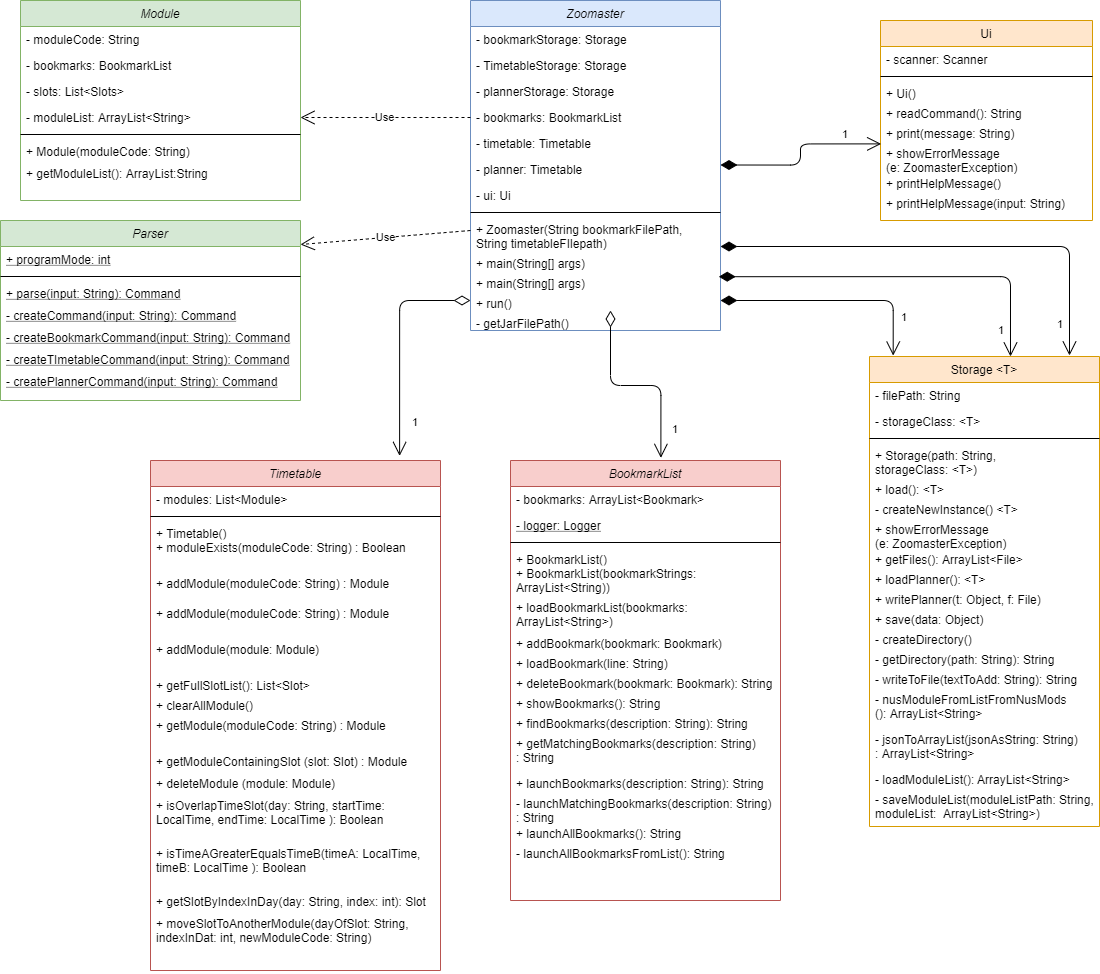 Module
- moduleCode: String
- bookmarks: BookmarkList
- slots: List<Slots>
- moduleList: ArrayList<String>
+ Module(moduleCode: String)
+ getModuleList(): ArrayList:String
Parser
+ programMode: int
+ parse(input: String): Command
- createCommand(input: String): Command
- createBookmarkCommand(input: String): Command
- createTImetableCommand(input: String): Command
- createPlannerCommand(input: String): Command
Use
Use
Zoomaster
- bookmarkStorage: Storage
- TimetableStorage: Storage
- plannerStorage: Storage
- bookmarks: BookmarkList
- timetable: Timetable
- planner: Timetable
- ui: Ui
+ Zoomaster(String bookmarkFilePath,
String timetableFIlepath)
+ main(String[] args)
+ main(String[] args)
+ run()
- getJarFilePath()
1
Ui
- scanner: Scanner
+ Ui()
+ readCommand(): String
+ print(message: String)
+ showErrorMessage
(e: ZoomasterException)
+ printHelpMessage()
+ printHelpMessage(input: String)
1
1
1
1
1
Timetable
- modules: List<Module>
+ Timetable()
+ moduleExists(moduleCode: String) : Boolean
+ addModule(moduleCode: String) : Module
+ addModule(moduleCode: String) : Module
+ addModule(module: Module)
+ getFullSlotList(): List<Slot>
+ clearAllModule()
+ getModule(moduleCode: String) : Module
+ getModuleContainingSlot (slot: Slot) : Module
+ deleteModule (module: Module)
+ isOverlapTimeSlot(day: String, startTime:
LocalTime, endTime: LocalTime ): Boolean
+ isTimeAGreaterEqualsTimeB(timeA: LocalTime,
timeB: LocalTime ): Boolean
+ getSlotByIndexInDay(day: String, index: int): Slot
+ moveSlotToAnotherModule(dayOfSlot: String,
indexInDat: int, newModuleCode: String)
BookmarkList
- bookmarks: ArrayList<Bookmark>
- logger: Logger
+ BookmarkList()
+ BookmarkList(bookmarkStrings:
ArrayList<String))
+ loadBookmarkList(bookmarks:
ArrayList<String>)
+ addBookmark(bookmark: Bookmark)
+ loadBookmark(line: String)
+ deleteBookmark(bookmark: Bookmark): String
+ showBookmarks(): String
+ findBookmarks(description: String): String
+ getMatchingBookmarks(description: String)
: String
+ launchBookmarks(description: String): String
- launchMatchingBookmarks(description: String)
: String
+ launchAllBookmarks(): String
- launchAllBookmarksFromList(): String
Storage <T>
- filePath: String
- storageClass: <T>
+ Storage(path: String,
storageClass: <T>)
+ load(): <T>
- createNewInstance() <T>
+ showErrorMessage
(e: ZoomasterException)
+ getFiles(): ArrayList<File>
+ loadPlanner(): <T>
+ writePlanner(t: Object, f: File)
+ save(data: Object)
- createDirectory()
- getDirectory(path: String): String
- writeToFile(textToAdd: String): String
- nusModuleFromListFromNusMods
(): ArrayList<String>
- jsonToArrayList(jsonAsString: String)
: ArrayList<String>
- loadModuleList(): ArrayList<String>
- saveModuleList(moduleListPath: String,
moduleList: ArrayList<String>)